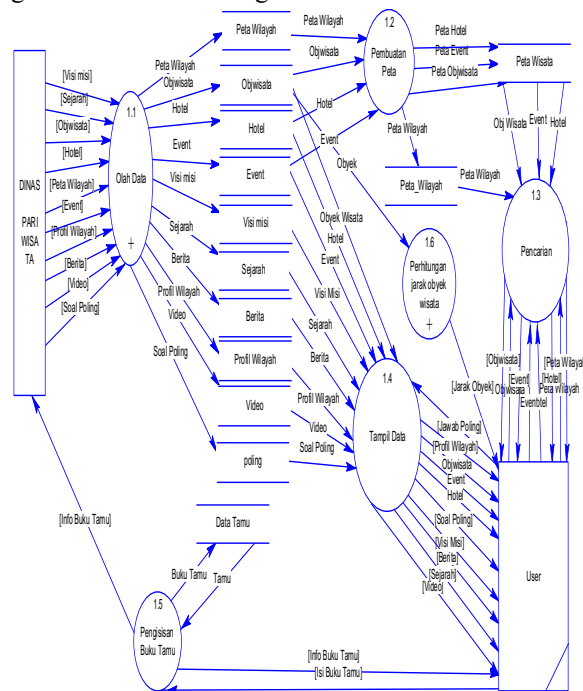 Peta Wilayah
Peta Wilayah
1.2
Pembuatan
Peta
Peta Hotel
Peta Event
Peta Objwisata
Peta Wisata
[Visi misi]
[Sejarah]
[Objwisata]
[Hotel]
[Peta Wilayah]
[Event]
[Profil Wilayah]
[Berita]
[Video]
[Soal Poling]
DINAS
PARI
WISA
TA
1.1
Olah Data
+
Peta Wilayah
Objwisata
Hotel
Event
Visi misi
Sejarah
Berita
Profil Wilayah
Video
Soal Poling
Objwisata
Objwisata
Hotel
Hotel
Event
Event
Obyek
Visi misi
Sejarah
Berita
Profil Wilayah
Video
poling
Peta Wilayah
Peta_Wilayah
Peta Wilayah
Obj Wisata
Event
Hotel
1.3
Pencarian
1.6
Perhitungan
jarak obyek
wisata
+
Obyek Wisata
Hotel
Event
Visi Misi
Sejarah
Berita
Profil Wilayah
Video
Soal Poling
1.4
Tampil Data
[Jarak Obyek]
[Objwisata]
Objwisata
[Event]
[Hotel]
[Peta Wilayah]
Peta Wilayah
[Jawab Poling]
[Profil Wilayah]
Objwisata
Event
Hotel
[Soal Poling]
[Visi Misi]
[Berita]
[Sejarah]
[Video]
User
Data Tamu
Buku Tamu
Tamu
[Info Buku Tamu]
1.5
Pengisisan
Buku Tamu
[Info Buku Tamu]
[Isi Buku Tamu]